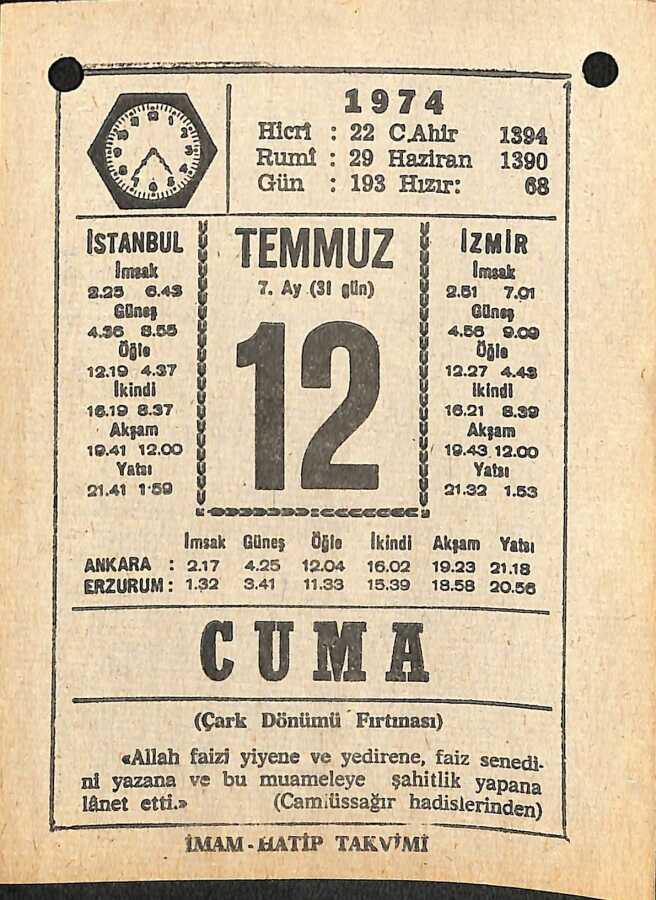 1974
Hicrî : 22 C.Ahir 1394
Rumî : 29 Haziran 1390
Gün : 193 Hızır: 68
İSTANBUL
İmsak
2.25 6.43
Güneş
4.36 8.55
Öğle
12.19 4.37
İkindi
16.19 8.37
Akşam
19.41 12.00
Yatsı
21.41 1.59
TEMMUZ
7. Ay (31 gün)
12
İZMİR
İmsak
2.51 7.01
Güneş
4.56 9.09
Öğle
12.27 4.43
İkindi
16.21 8.39
Akşam
19.43 12.00
Yatsı
21.32 1.53
İmsak Güneş Öğle İkindi Akşam Yatsı
ANKARA : 2.17 4.25 12.04 16.02 19.23 21.18
ERZURUM : 1.32 3.41 11.33 15.39 18.58 20.56
CUMA
(Çark Dönümü Fırtınası)
«Allah faizi yiyene ve yedirene, faiz senedi-
ni yazana ve bu muameleye şahitlik yapana
lânet etti.» (Camiüssağır hadislerinden)
İMAM - HATİP TAKVİMİ